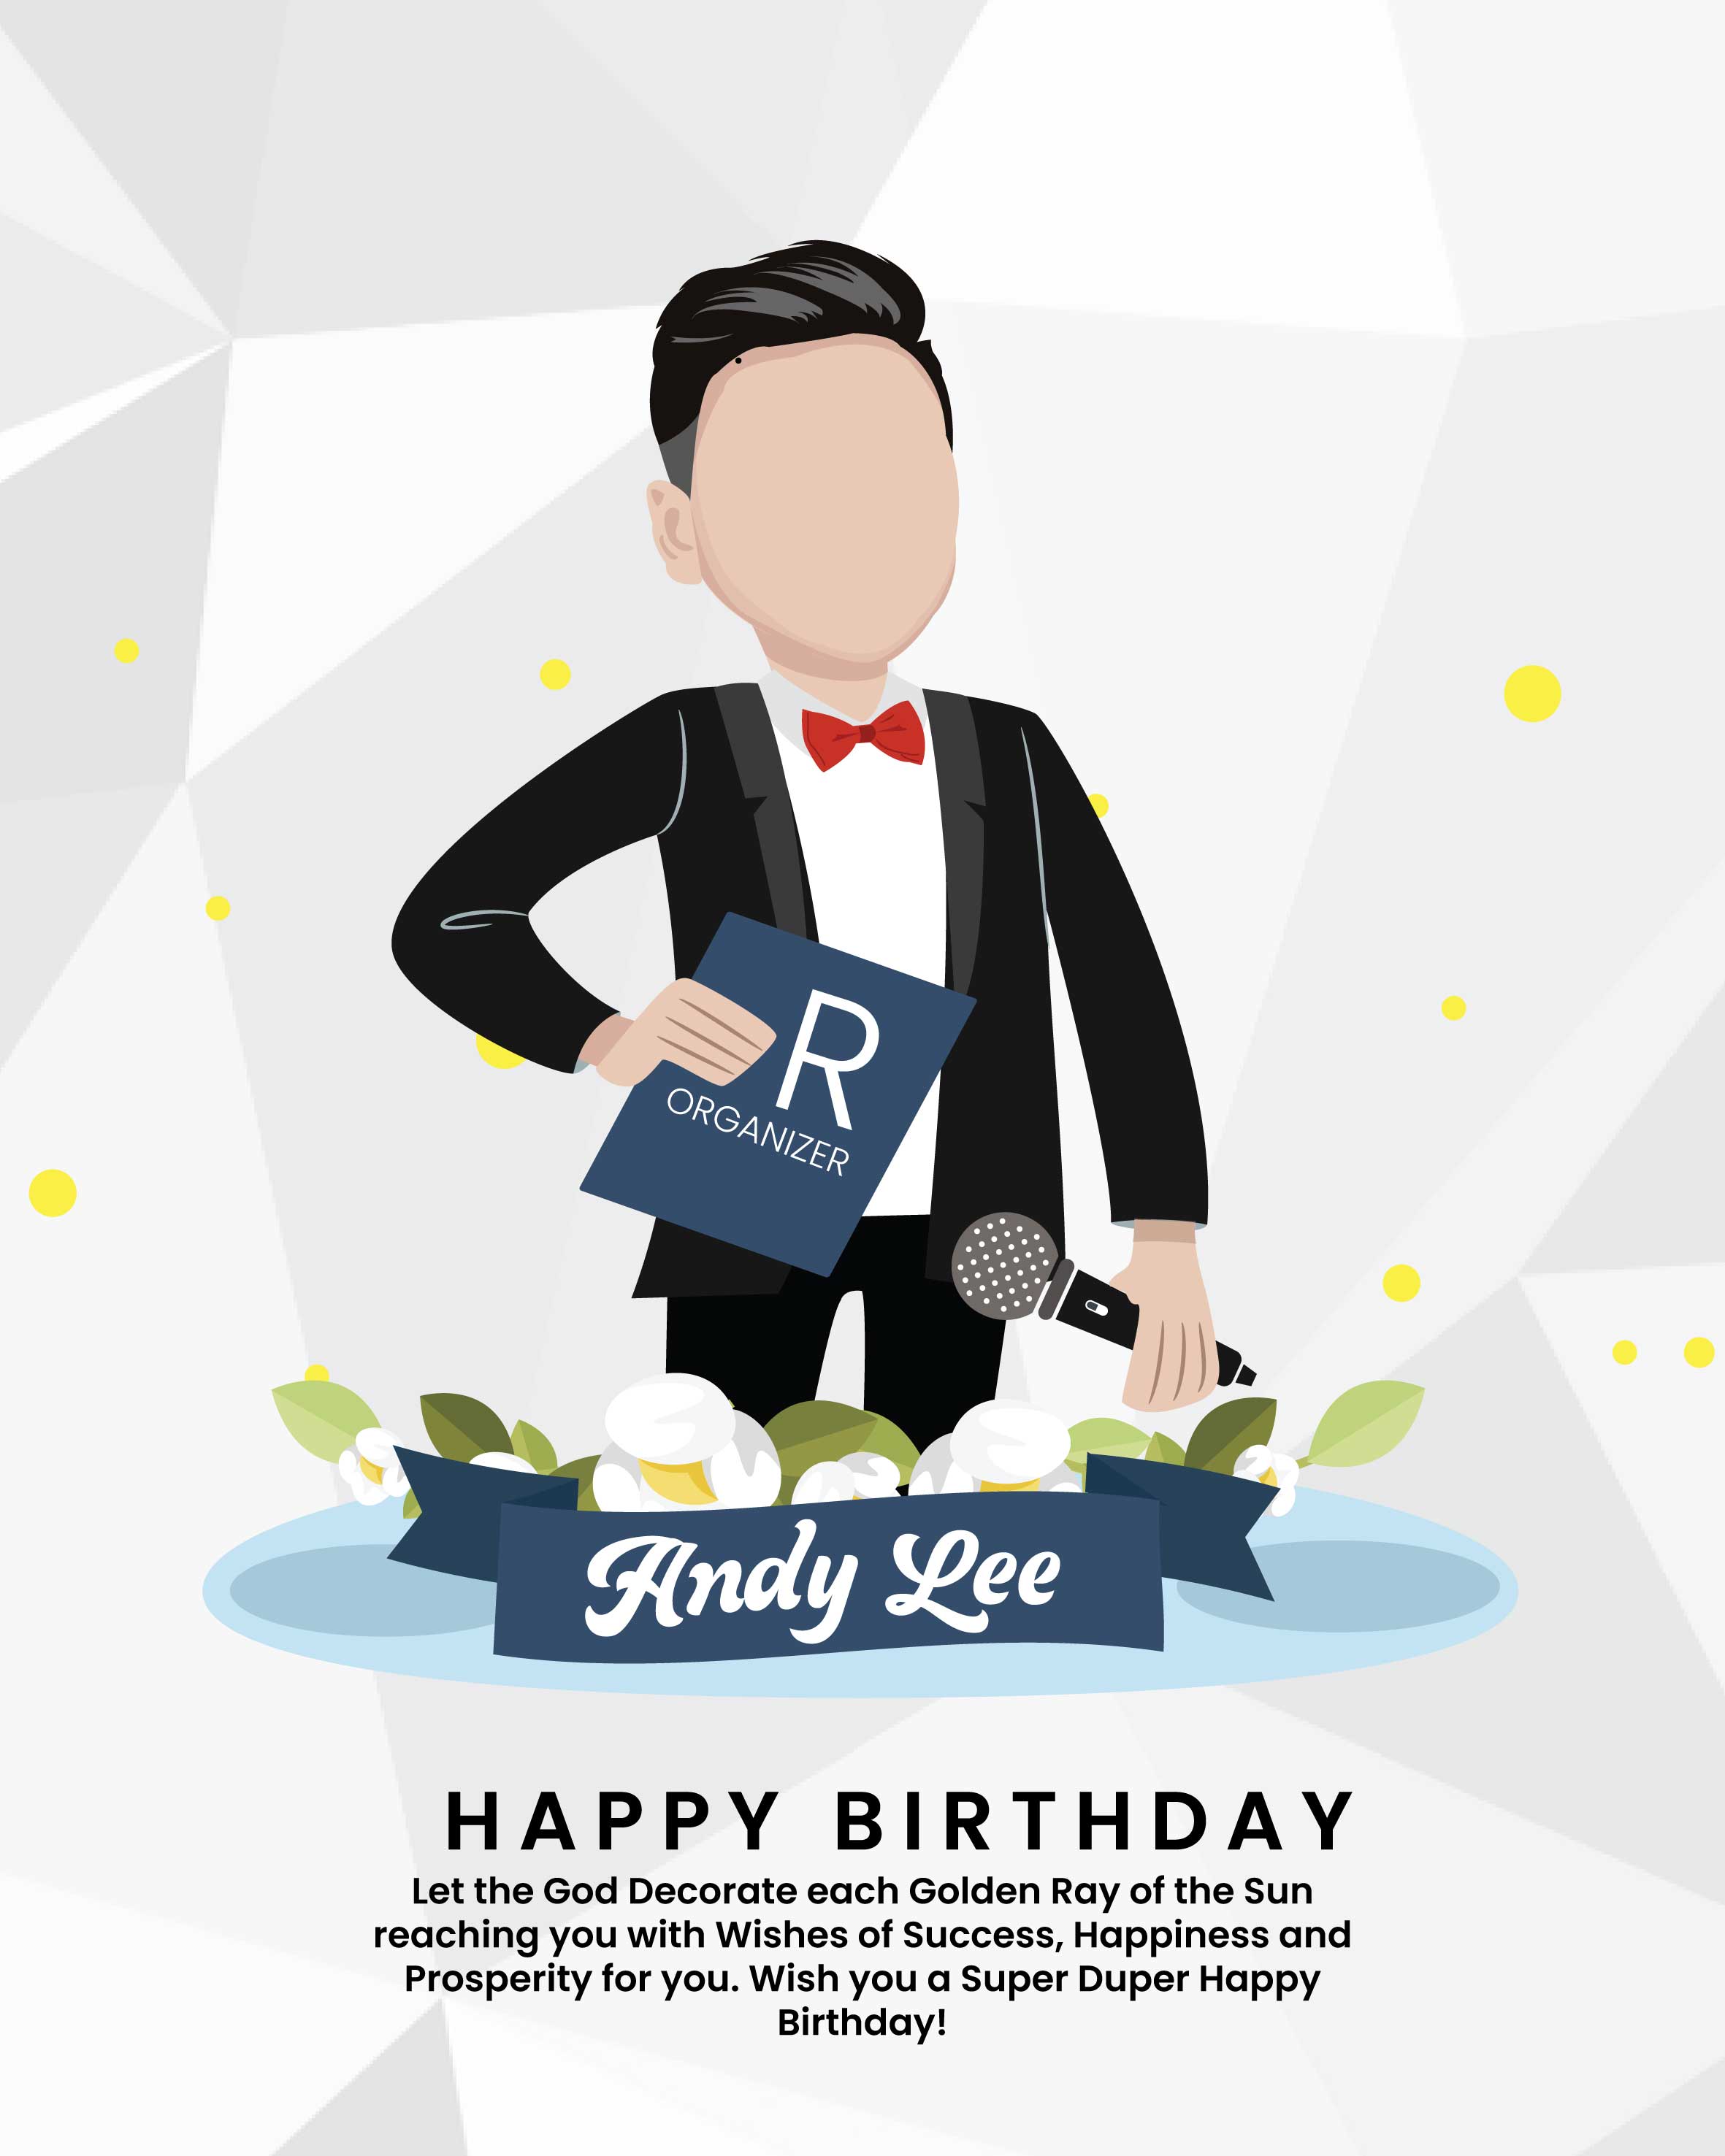 R
ORGANIZER
Andy Lee
HAPPY BIRTHDAY
Let the God Decorate each Golden Ray of the Sun
reaching you with Wishes of Success, Happiness and
Prosperity for you. Wish you a Super Duper Happy
Birthday!